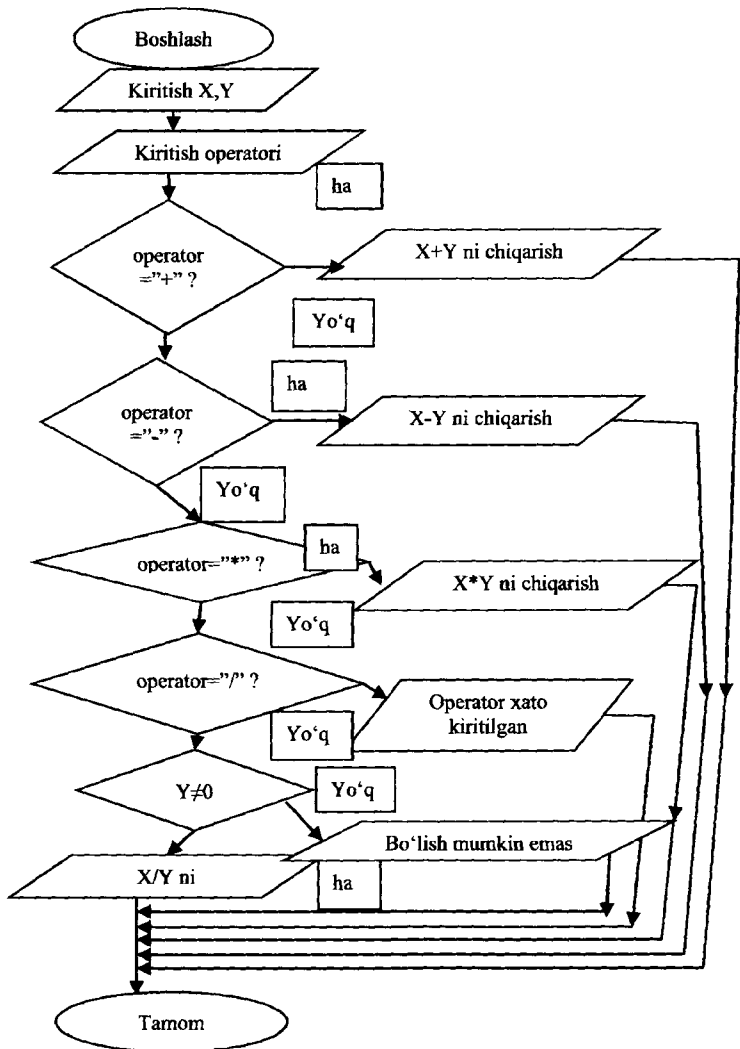 Boshlash
Kiritish X,Y
Kiritish operatori
ha
operator
="+" ?
X+Y ni chiqarish
Yo‘q
ha
operator
="-" ?
X-Y ni chiqarish
Yo‘q
ha
operator="*" ?
X*Y ni chiqarish
Yo‘q
operator="/" ?
Operator xato
kiritilgan
Yo‘q
Y≠0
Yo‘q
Bo‘lish mumkin emas
X/Y ni
ha
Tamom